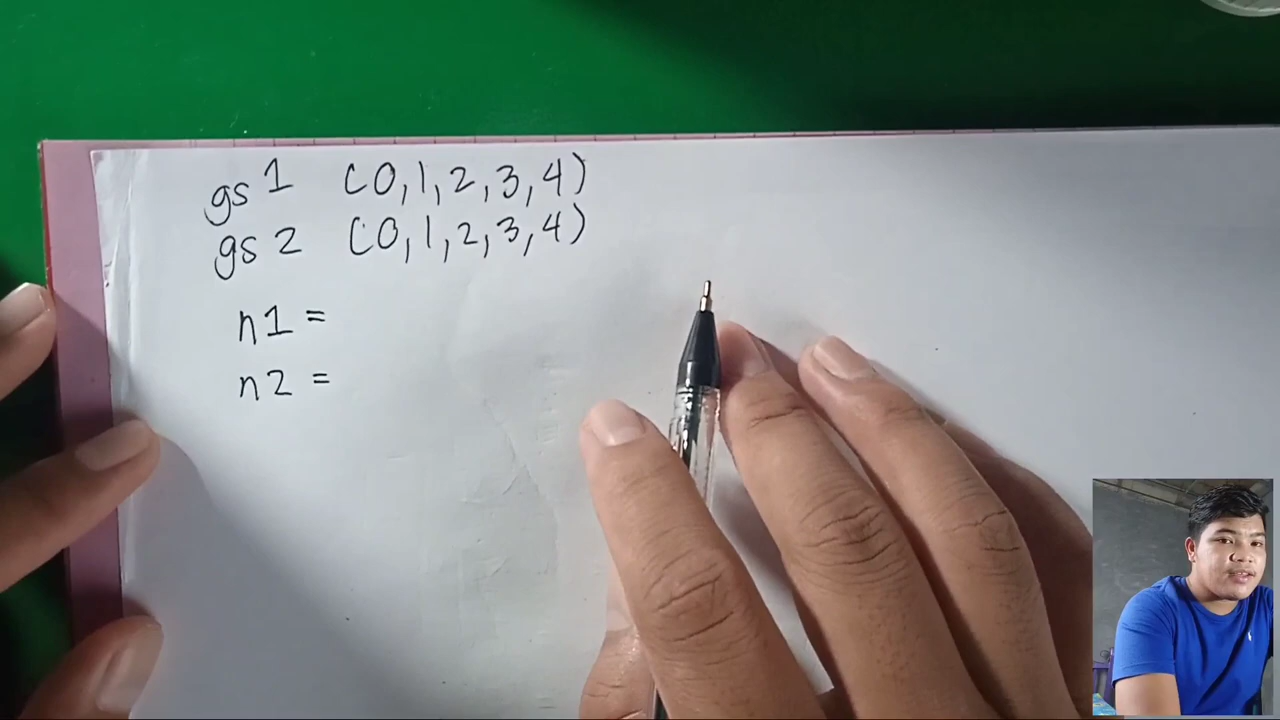 gs 1 (0,1,2,3,4)
gs 2 (0,1,2,3,4)
n1 =
n2 =